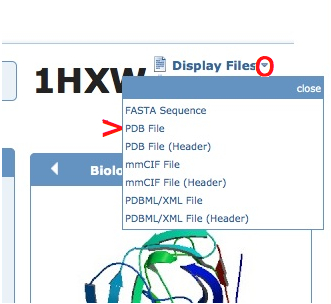 1HXW
Display Files
close
FASTA Sequence
> PDB File
PDB File (Header)
mmCIF File
mmCIF File (Header)
Biolo
PDBML/XML File
PDBML/XML File (Header)